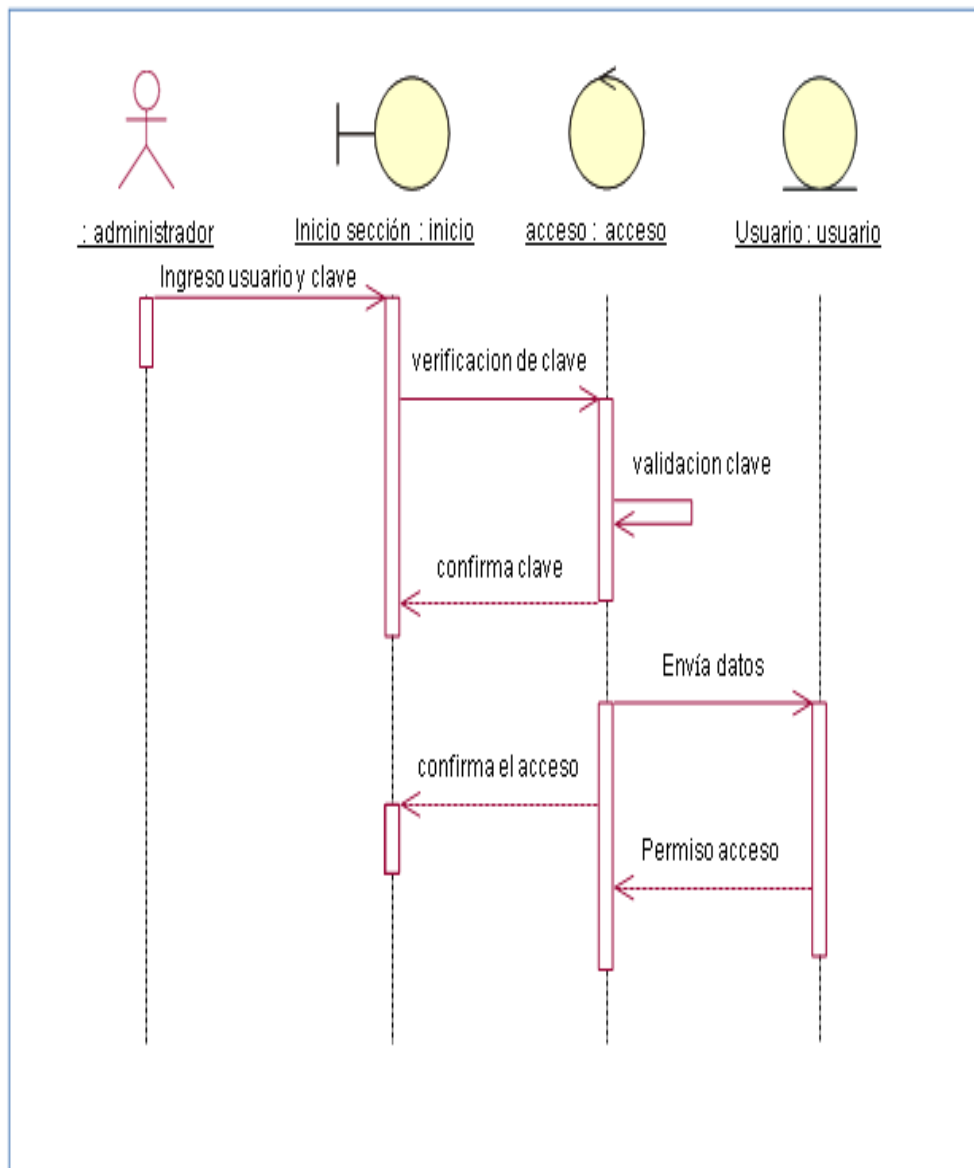 : administrador
Inicio sección : inicio
acceso : acceso
Usuario : usuario
Ingreso usuario y clave
verificacion de clave
validacion clave
confirma clave
Envía datos
confirma el acceso
Permiso acceso